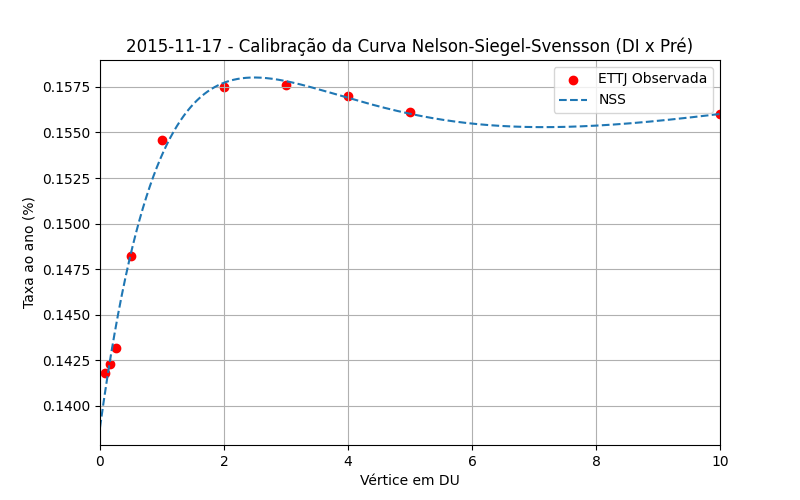 2015-11-17 - Calibração da Curva Nelson-Siegel-Svensson (DI x Pré)
ETTJ Observada
NSS
Taxa ao ano (%)
0.1575
0.1550
0.1525
0.1500
0.1475
0.1450
0.1425
0.1400
0 2 4 6 8 10
Vértice em DU